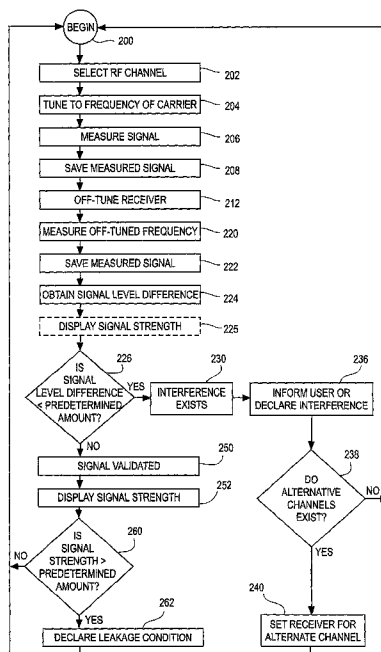 BEGIN
200
SELECT RF CHANNEL
202
TUNE TO FREQUENCY OF CARRIER
204
MEASURE SIGNAL
206
SAVE MEASURED SIGNAL
208
OFF-TUNE RECEIVER
212
MEASURE OFF-TUNED FREQUENCY
220
SAVE MEASURED SIGNAL
222
OBTAIN SIGNAL LEVEL DIFFERENCE
224
DISPLAY SIGNAL STRENGTH
225
IS
SIGNAL
LEVEL DIFFERENCE
< PREDETERMINED
AMOUNT?
226
YES
INTERFERENCE
EXISTS
230
INFORM USER OR
DECLARE INTERFERENCE
236
NO
SIGNAL VALIDATED
250
DISPLAY SIGNAL STRENGTH
252
DO
ALTERNATIVE
CHANNELS
EXIST?
238
NO
YES
IS
SIGNAL
STRENGTH >
PREDETERMINED
AMOUNT?
260
NO
YES
DECLARE LEAKAGE CONDITION
262
SET RECEIVER FOR
ALTERNATE CHANNEL
240